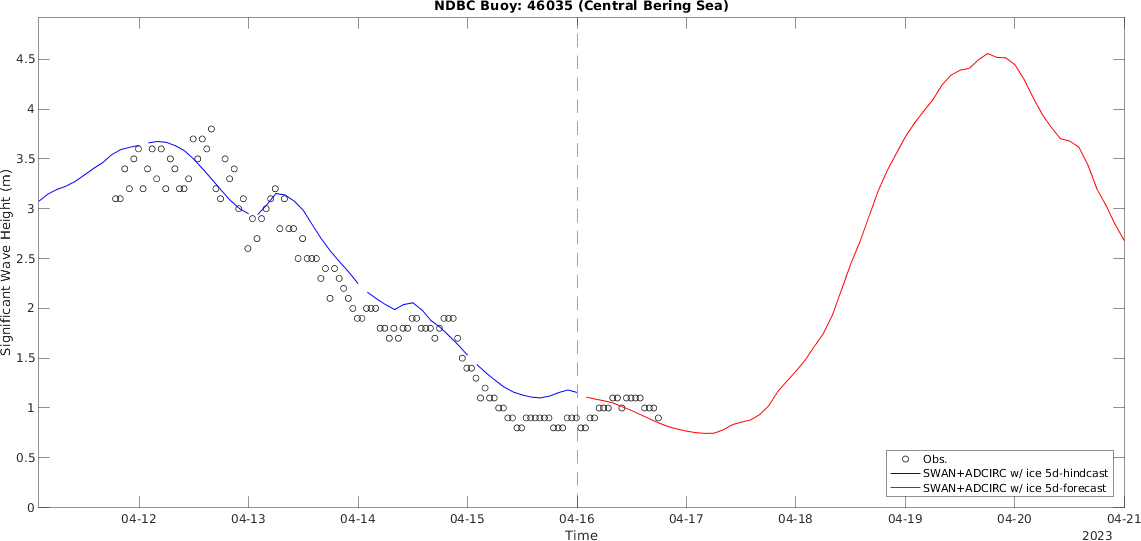 NDBC Buoy: 46035 (Central Bering Sea)
Significant Wave Height (m)
4.5
4
3.5
3
2.5
2
1.5
1
0.5
0
04-12 04-13 04-14 04-15 04-16 04-17 04-18 04-19 04-20 04-21
Time
2023
Obs.
SWAN+ADCIRC w/ ice 5d-hindcast
SWAN+ADCIRC w/ ice 5d-forecast